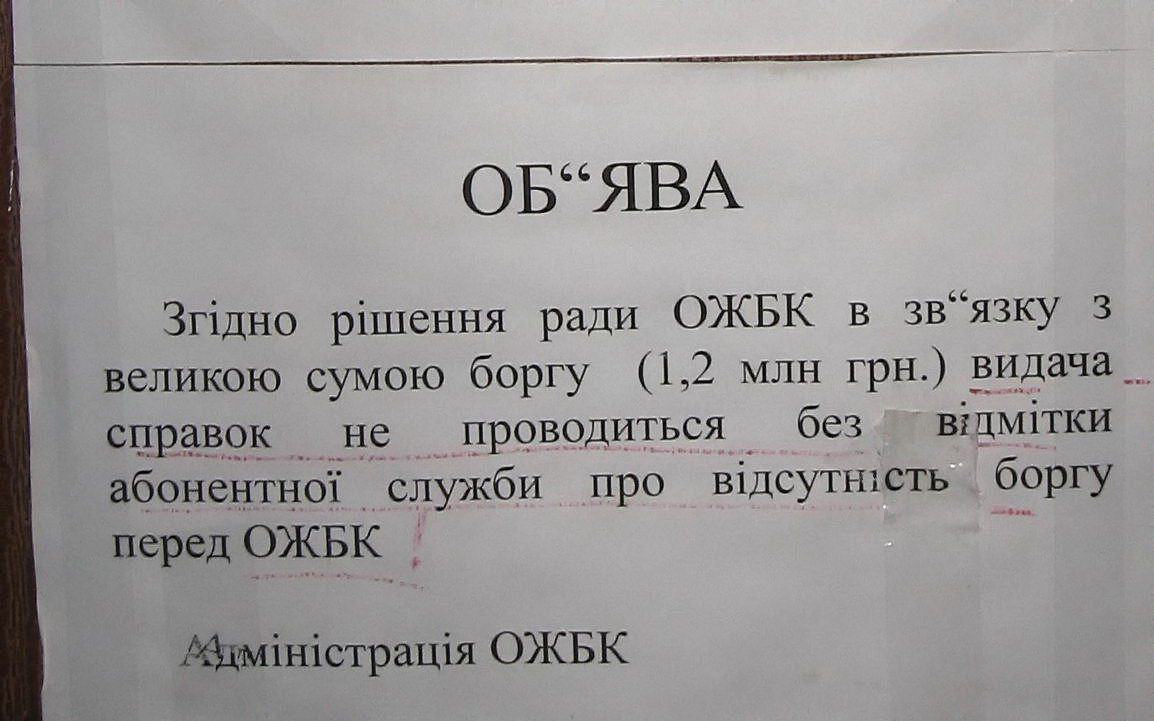 ОБ“ЯВА
Згідно рішення ради ОЖБК в зв“язку з
великою сумою боргу (1,2 млн грн.) видача
справок не проводиться без відмітки
абонентної служби про відсутність боргу
перед ОЖБК !
Адміністрація ОЖБК